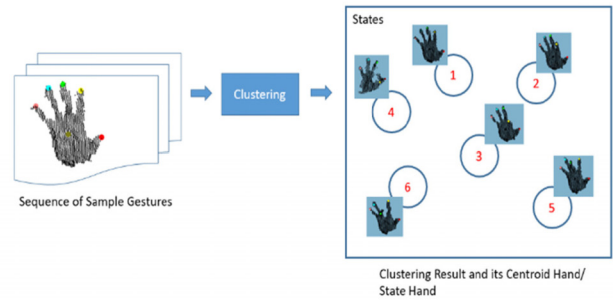 States
1
2
Clustering
4
3
6
5
Sequence of Sample Gestures
Clustering Result and its Centroid Hand/
State Hand